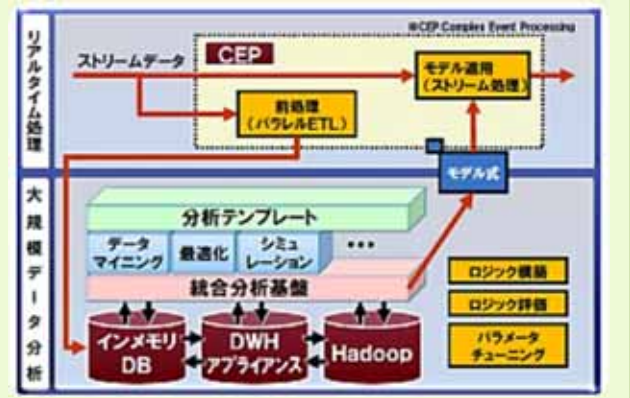 ※CEP:Complex Event Processing
リアルタイム処理
ストリームデータ
CEP
モデル適用
(ストリーム処理)
前処理
(パラレルETL)
モデル式
大規模データ分析
分析テンプレート
データ
マイニング
最適化
シミュ
レーション
・・・
統合分析基盤
ロジック構築
ロジック評価
パラメータ
チューニング
インメモリ
DB
DWH
アプライアンス
Hadoop